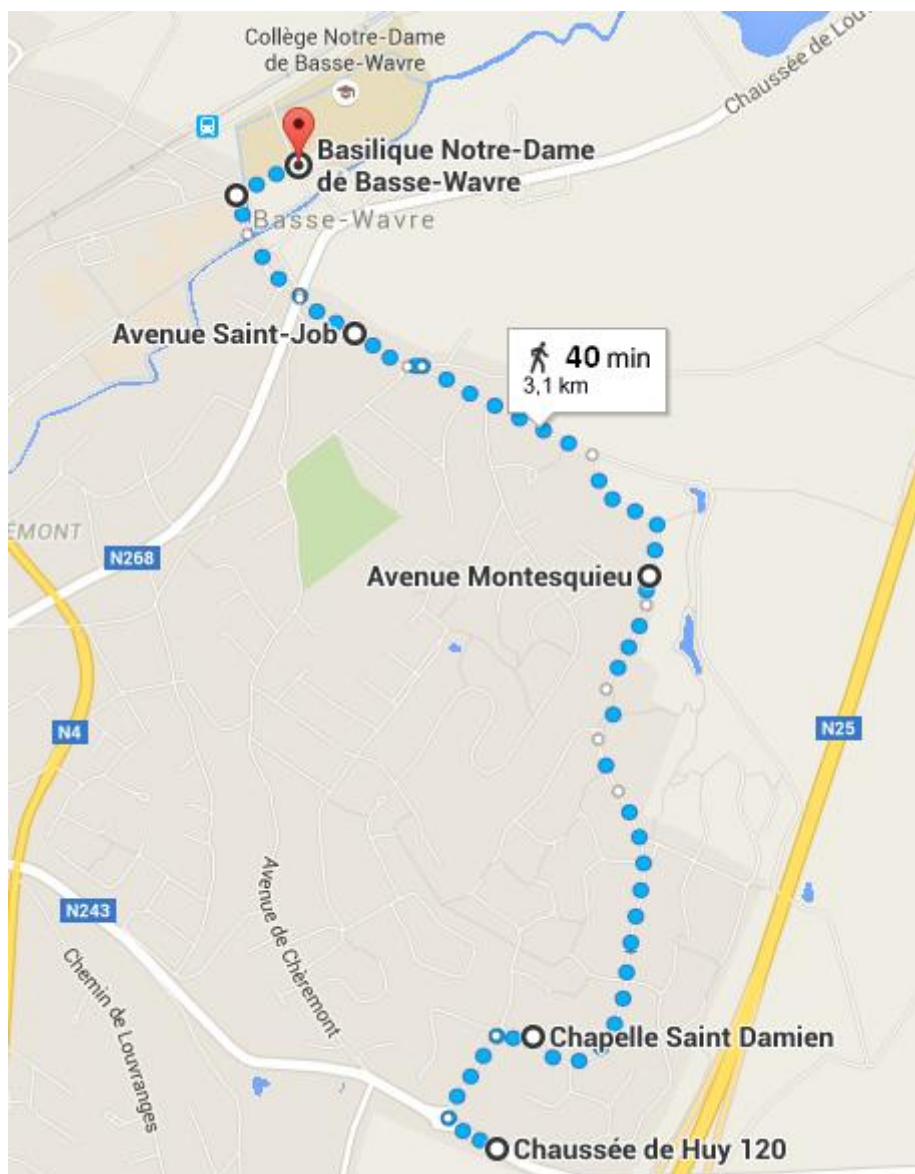 Collège Notre-Dame
de Basse-Wavre
Chaussée de Lou
Basilique Notre-Dame
de Basse-Wavre
Basse-Wavre
Avenue Saint-Job
40 min
3,1 km
EMONT
N268
Avenue Montesquieu
N4
N25
N243
Avenue de Chèremont
Chemin de Louvranges
Chapelle Saint Damien
Chaussée de Huy 120